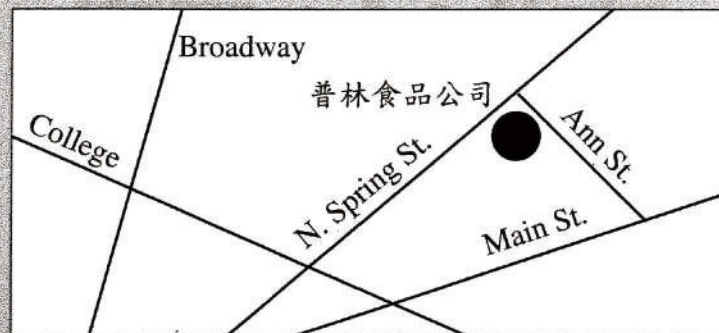 Broadway
普林食品公司
College
Ann St.
N. Spring St.
Main St.